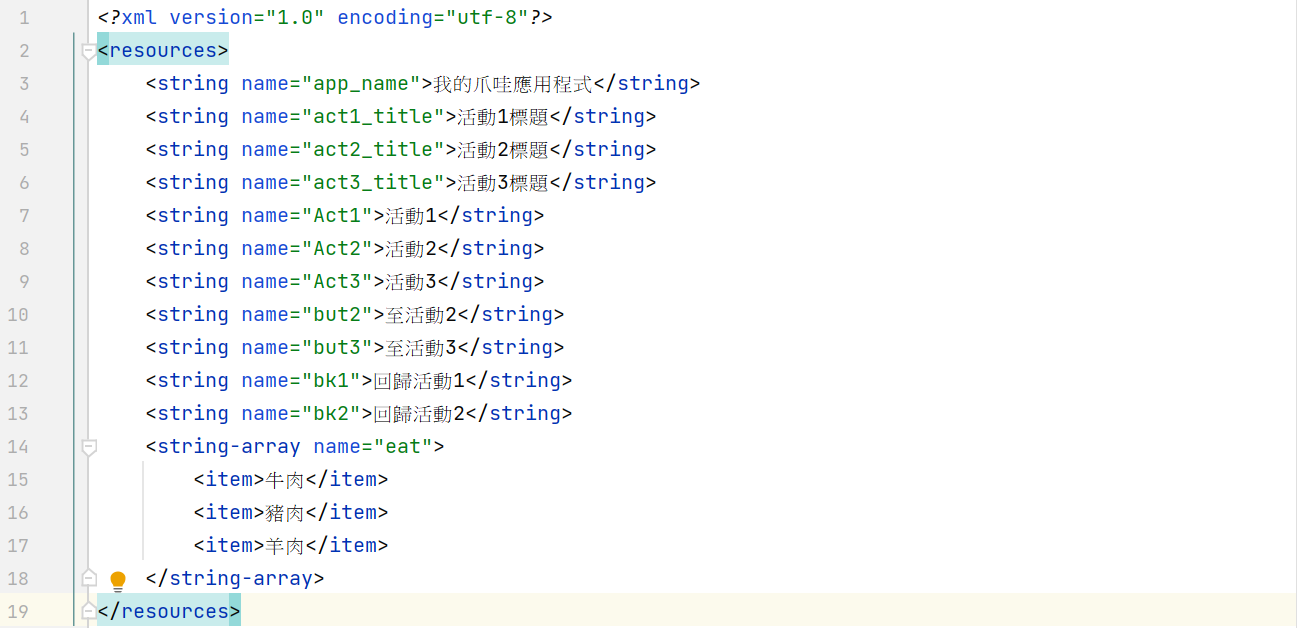 1 <?xml version="1.0" encoding="utf-8"?>
2 <resources>
3 <string name="app_name">我的爪哇應用程式</string>
4 <string name="act1_title">活動1標題</string>
5 <string name="act2_title">活動2標題</string>
6 <string name="act3_title">活動3標題</string>
7 <string name="Act1">活動1</string>
8 <string name="Act2">活動2</string>
9 <string name="Act3">活動3</string>
10 <string name="but2">至活動2</string>
11 <string name="but3">至活動3</string>
12 <string name="bk1">回歸活動1</string>
13 <string name="bk2">回歸活動2</string>
14 <string-array name="eat">
15 <item>牛肉</item>
16 <item>豬肉</item>
17 <item>羊肉</item>
18 </string-array>
19 </resources>